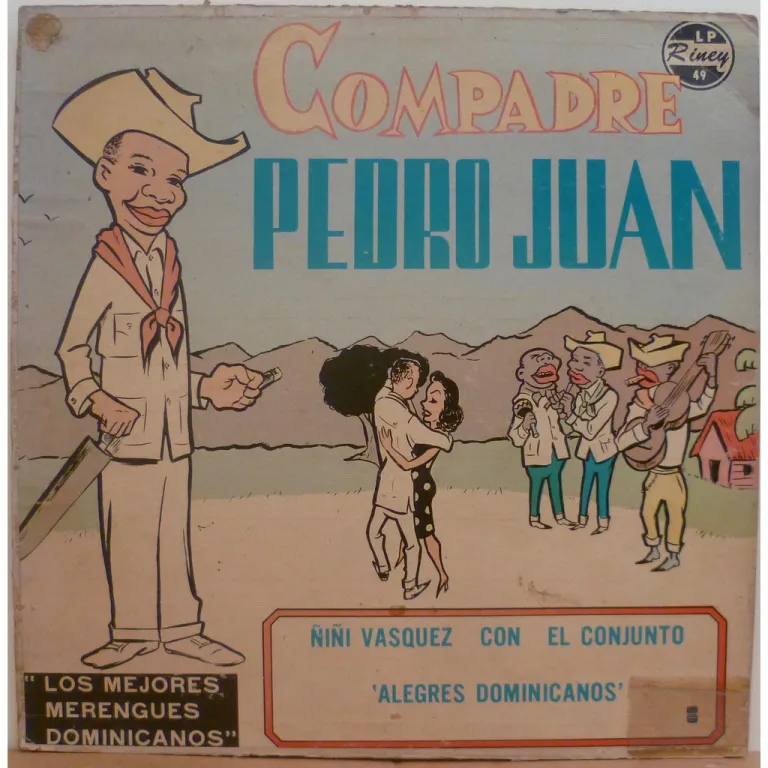 COMPADRE
LP
Riney
49
PEDRO JUAN
ÑIÑI VASQUEZ CON EL CONJUNTO
'ALEGRES DOMINICANOS'
"LOS MEJORES
MERENGUES
DOMINICANOS"